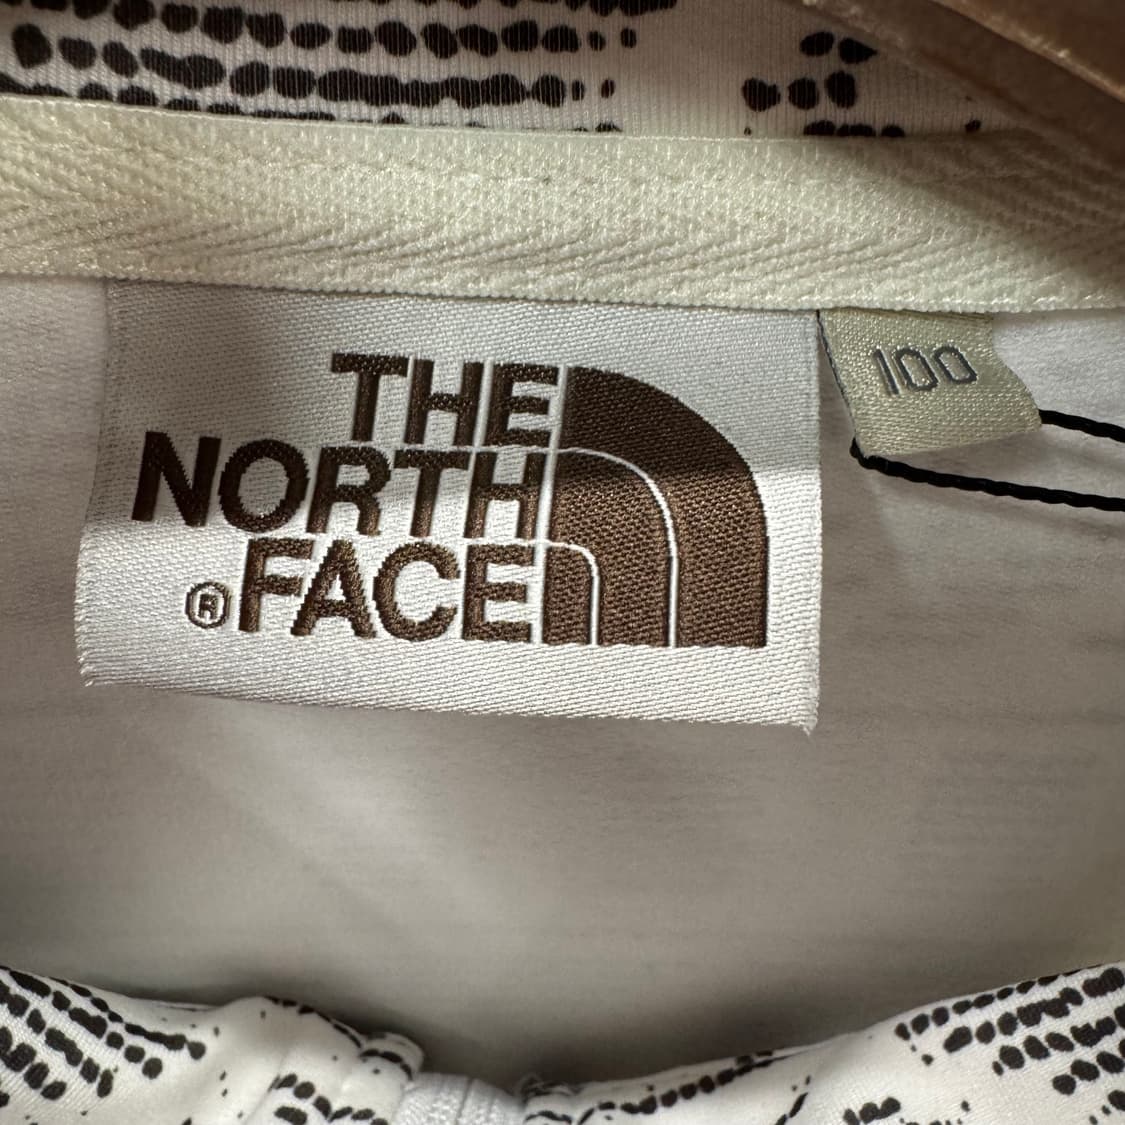 THE
NORTH
® FACE
100